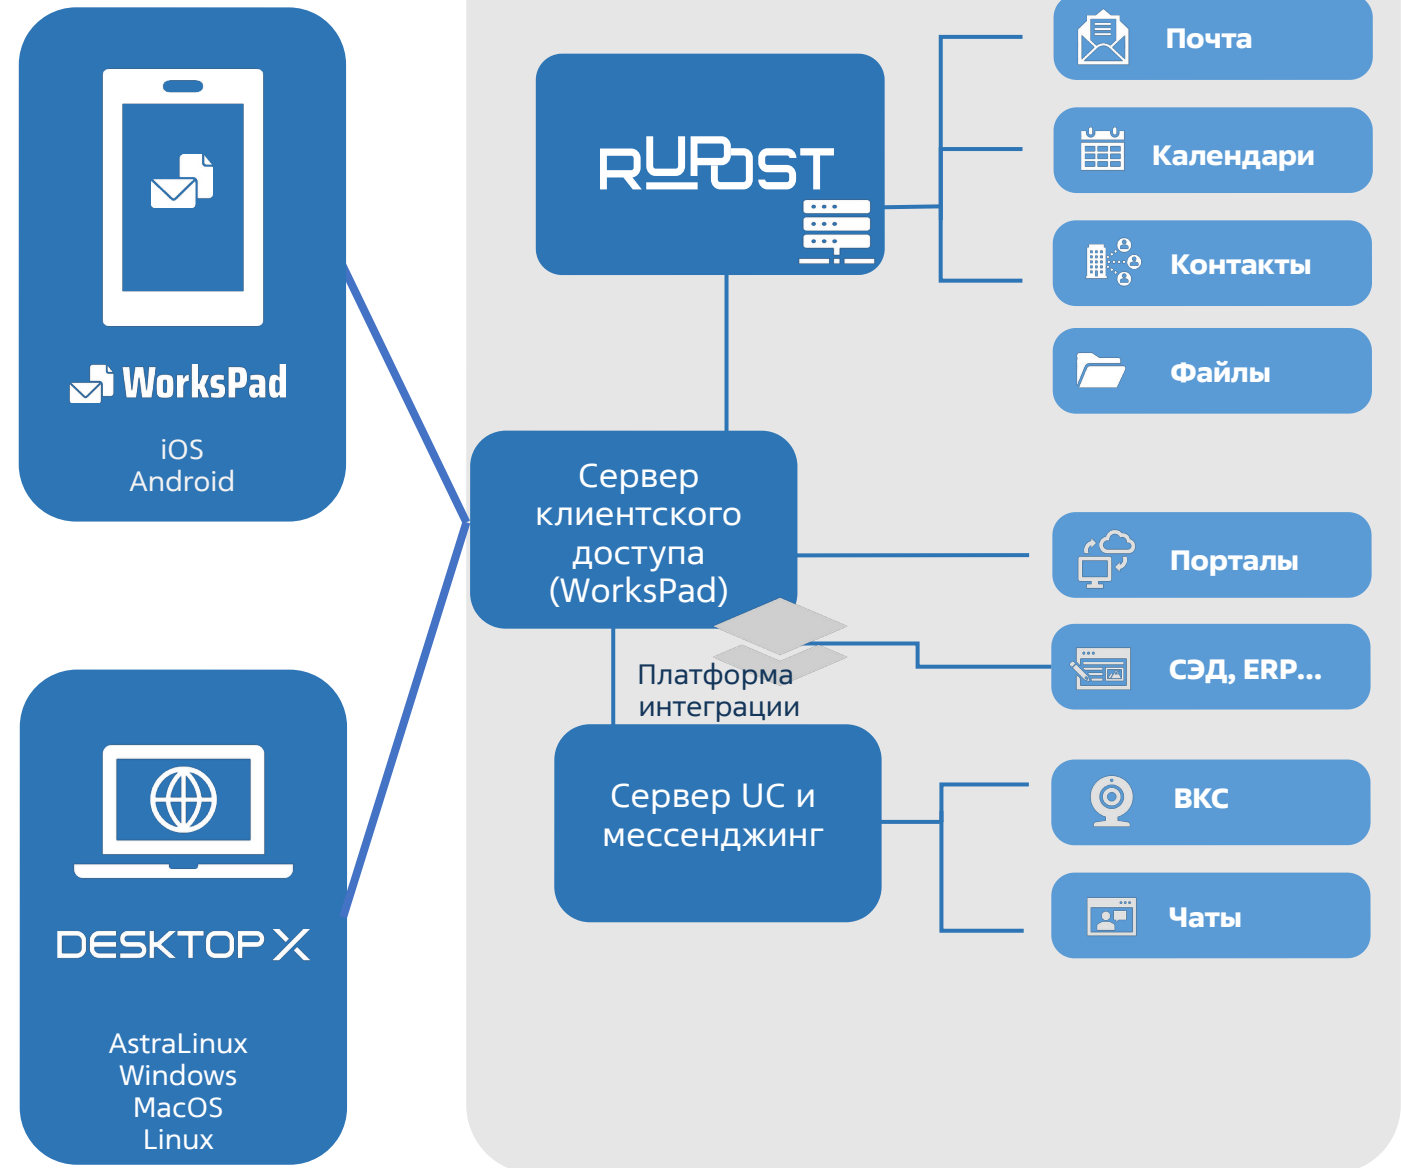 WorksPad
iOS
Android
DESKTOP X
AstraLinux
Windows
MacOS
Linux
RUPOST
Сервер
клиентского
доступа
(WorksPad)
Платформа
интеграции
Сервер UC и
мессенджинг
Почта
Календари
Контакты
Файлы
Порталы
СЭД, ERP...
ВКС
Чаты